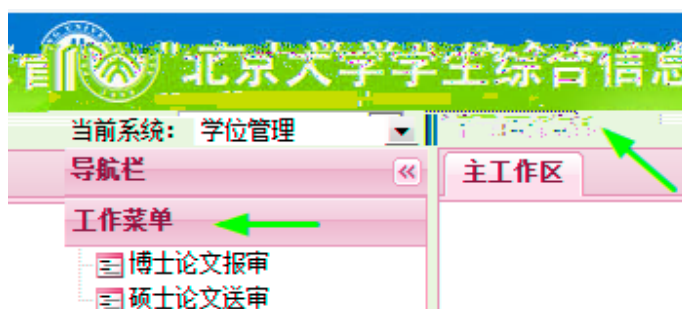 北京大学学生综合信息
当前系统： 学位管理
导航栏
主工作区
工作菜单
博士论文报审
硕士论文送审